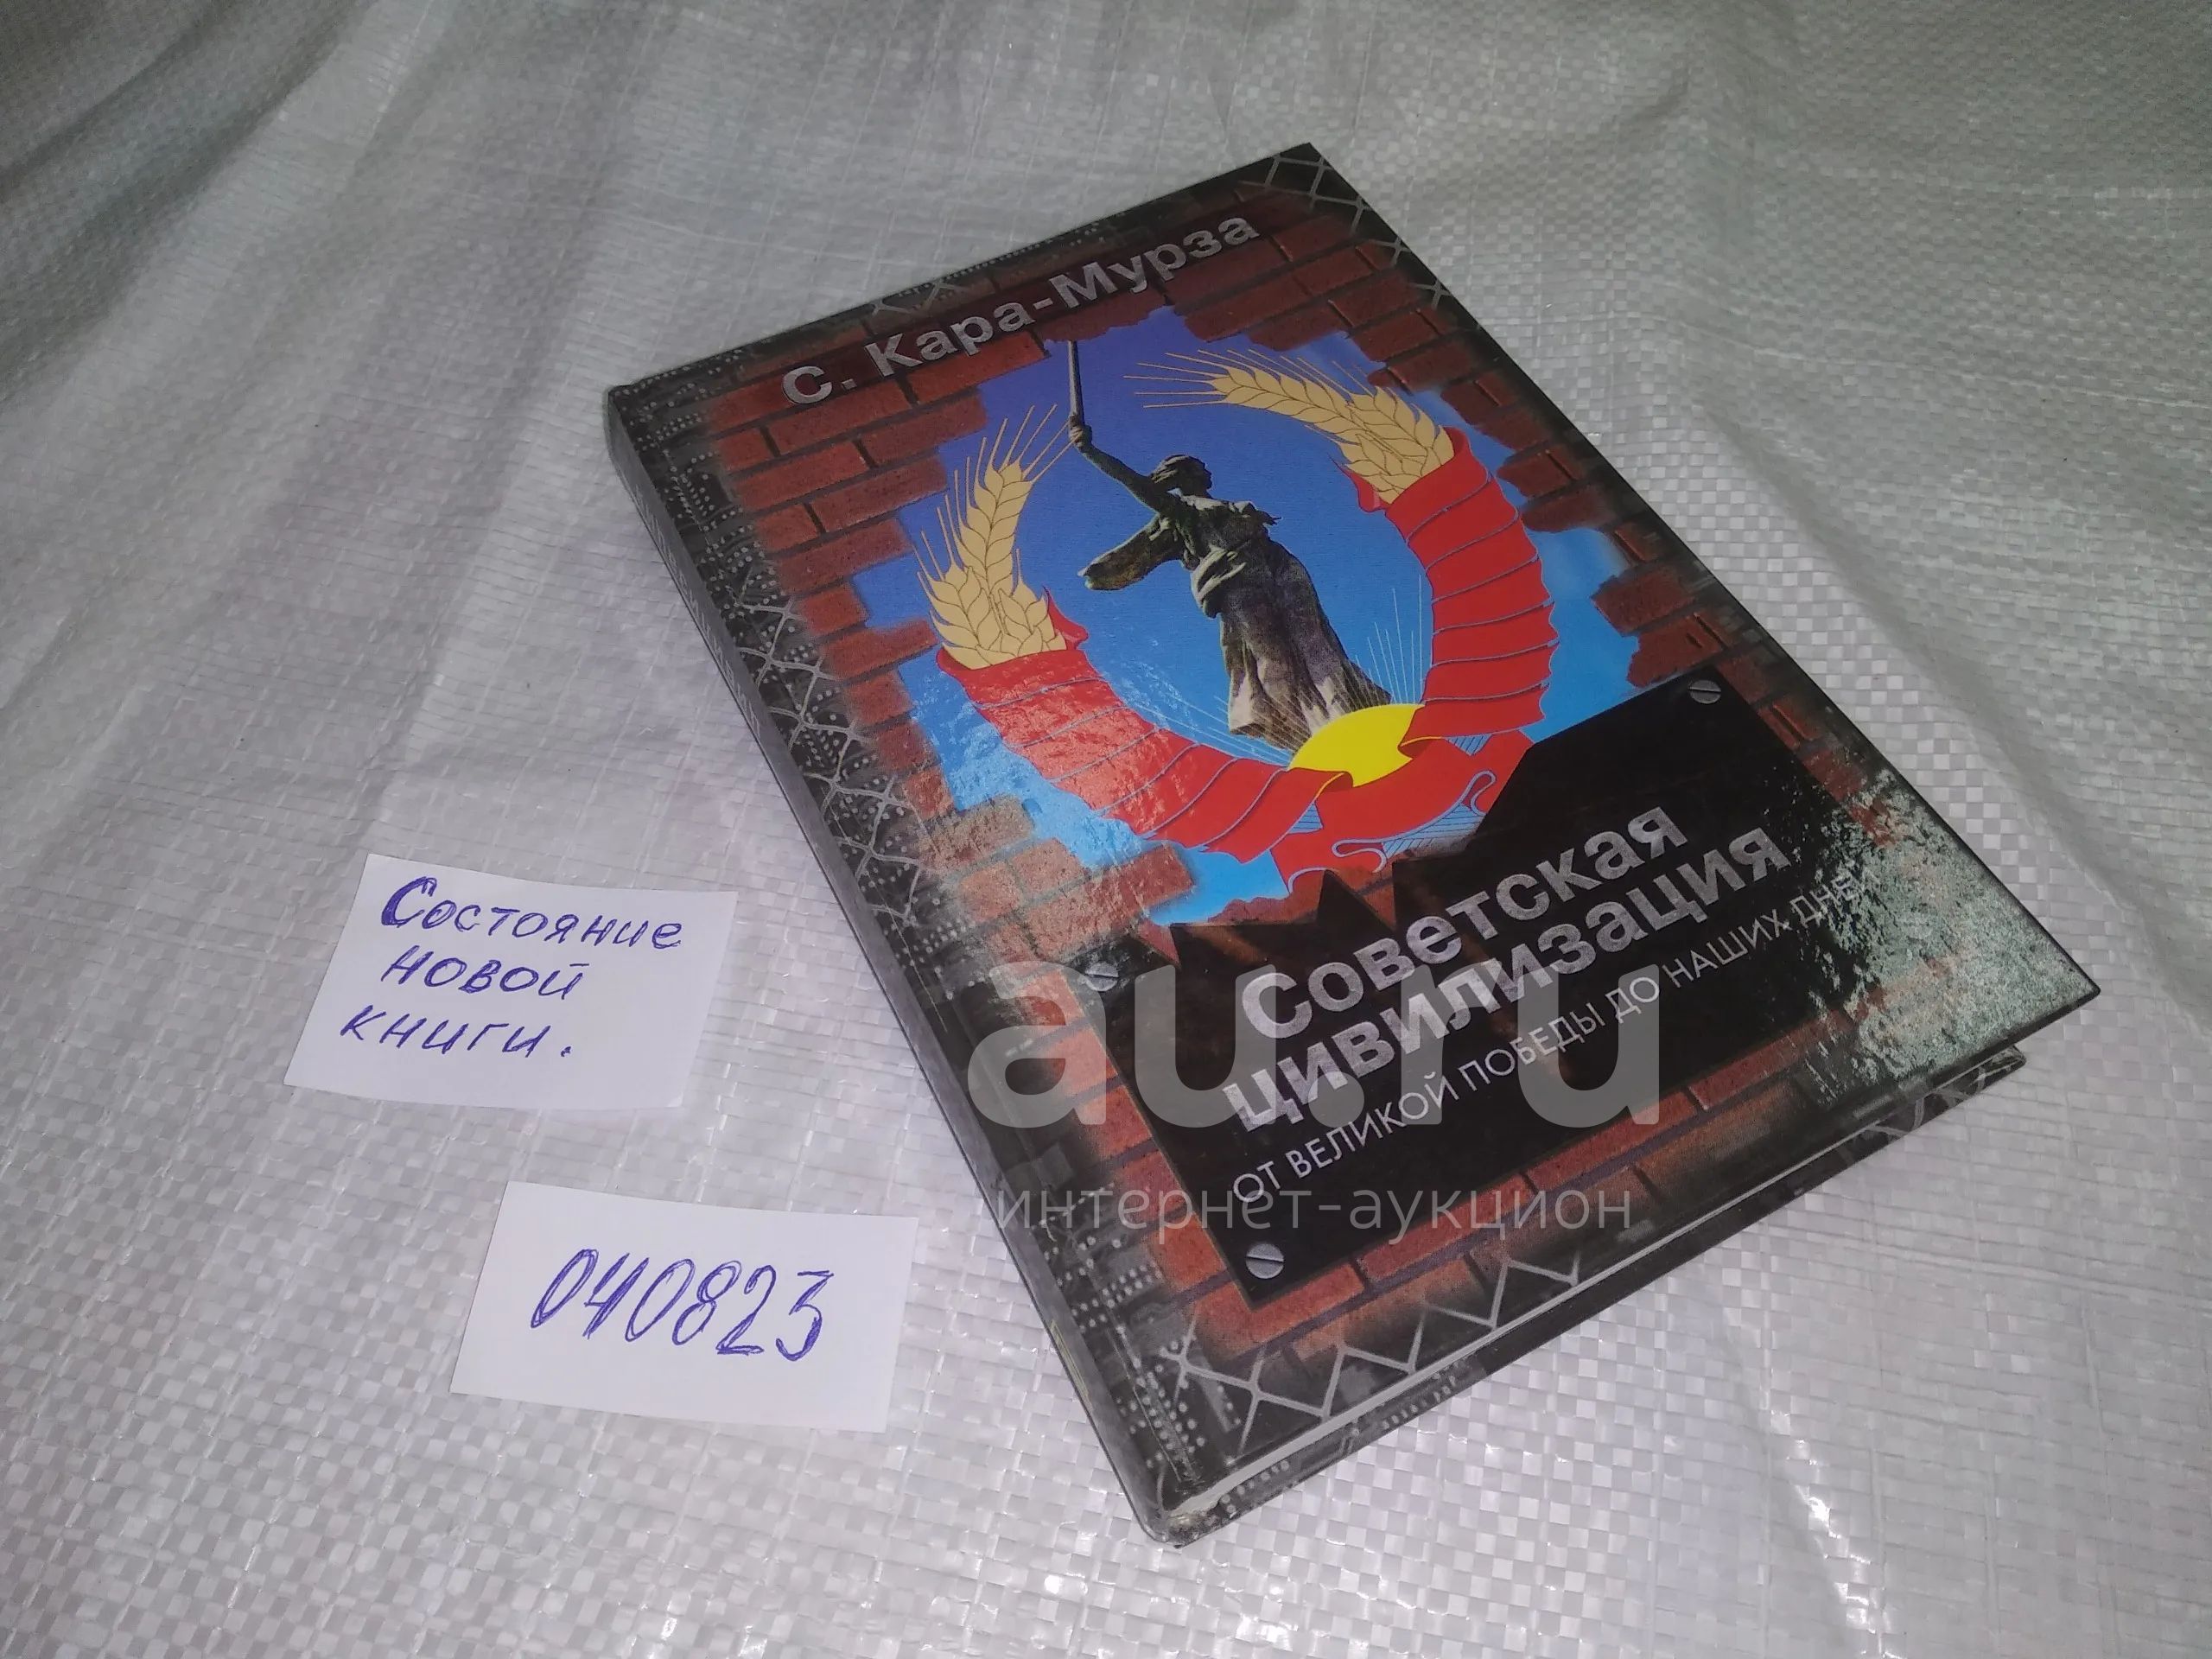 С. Кара-Мурза
Советская
цивилизация
ОТ ВЕЛИКОЙ ПОБЕДЫ ДО НАШИХ ДНЕЙ
au.ru
интернет-аукцион
Состояние
новой
книги.
040823